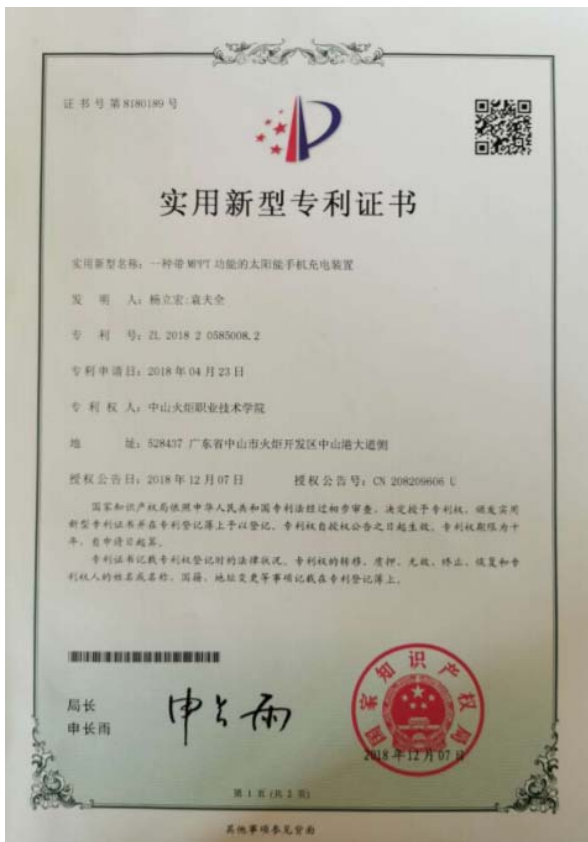 证书号第8180189号
实用新型专利证书
实用新型名称：一种带MPPT功能的太阳能手机充电装置
发明人：杨立宏;袁夫全
专利号：ZL 2018 2 0585008.2
专利申请日：2018年04月23日
专利权人：中山火炬职业技术学院
地址：528437 广东省中山市火炬开发区中山港大道侧
授权公告日：2018年12月07日 授权公告号：CN 208209606 U
国家知识产权局依照中华人民共和国专利法经过初步审查，决定授予专利权，颁发实用
新型专利证书并在专利登记簿上予以登记。专利权自授权公告之日起生效。专利权期限为十
年，自申请日起算。
专利证书记载专利权登记时的法律状况。专利权的转移、质押、无效、终止、恢复和专
利权人的姓名或名称、国籍、地址变更等事项记载在专利登记簿上。
局长
申长雨
申长雨
国家知识产权局
2018年12月07日
第 1 页 (共 2 页)
其他事项参见背面